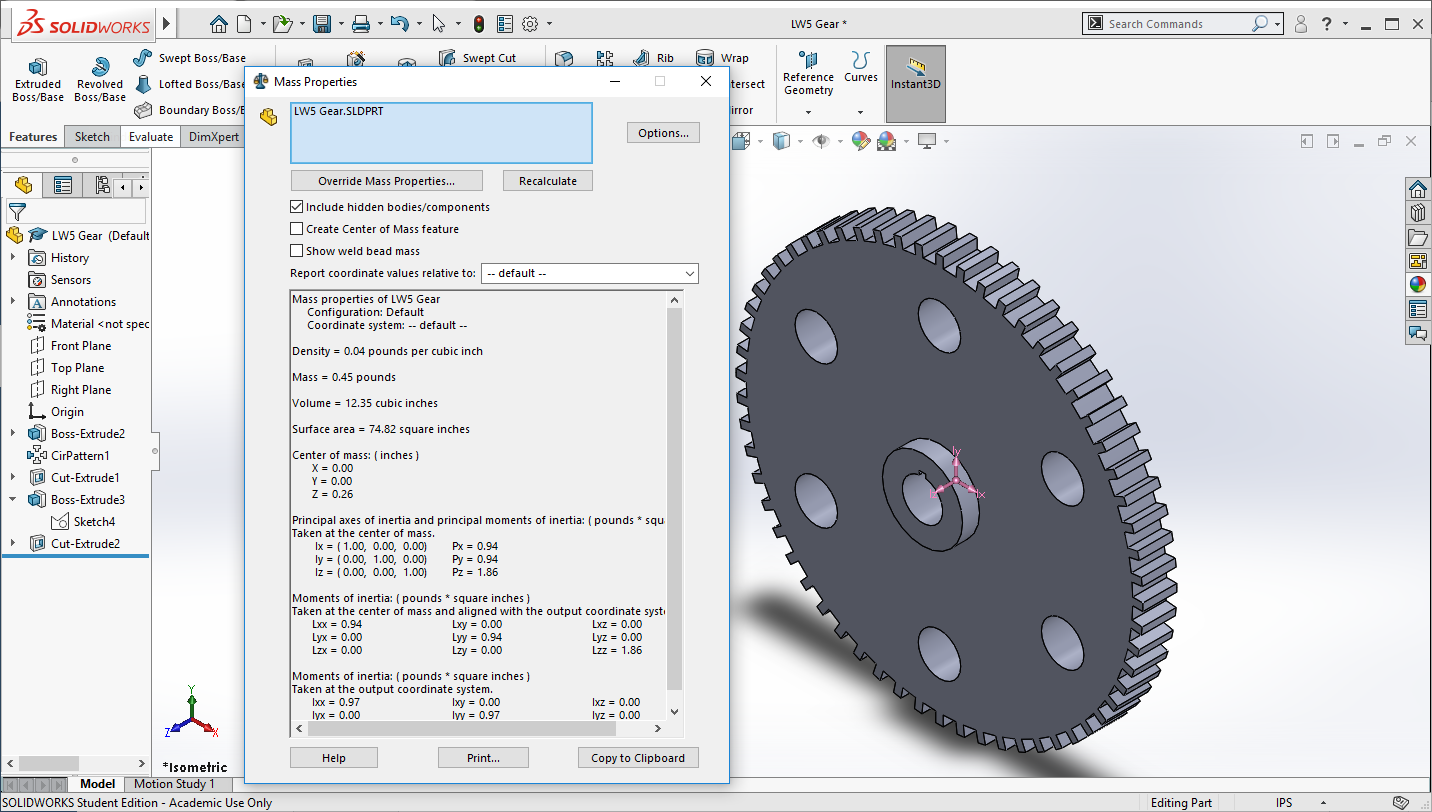 SOLIDWORKS
LW5 Gear *
Search Commands
Extruded Boss/Base
Revolved Boss/Base
Swept Boss/Base
Lofted Boss/Base
Boundary Boss/B
Swept Cut
Rib
Wrap
tersect
irror
Reference Geometry
Curves
Instant3D
Features
Sketch
Evaluate
DimXpert
LW5 Gear (Default
History
Sensors
Annotations
Material <not spec
Front Plane
Top Plane
Right Plane
Origin
Boss-Extrude2
CirPattern1
Cut-Extrude1
Boss-Extrude3
Sketch4
Cut-Extrude2
Mass Properties
LW5 Gear.SLDPRT
Options...
Override Mass Properties...
Recalculate
Include hidden bodies/components
Create Center of Mass feature
Show weld bead mass
Report coordinate values relative to: -- default --
Mass properties of LW5 Gear
Configuration: Default
Coordinate system: -- default --
Density = 0.04 pounds per cubic inch
Mass = 0.45 pounds
Volume = 12.35 cubic inches
Surface area = 74.82 square inches
Center of mass: ( inches )
X = 0.00
Y = 0.00
Z = 0.26
Principal axes of inertia and principal moments of inertia: ( pounds * squ
Taken at the center of mass.
Ix = ( 1.00, 0.00, 0.00) Px = 0.94
Iy = ( 0.00, 1.00, 0.00) Py = 0.94
Iz = ( 0.00, 0.00, 1.00) Pz = 1.86
Moments of inertia: ( pounds * square inches )
Taken at the center of mass and aligned with the output coordinate syst
Lxx = 0.94 Lxy = 0.00 Lxz = 0.00
Lyx = 0.00 Lyy = 0.94 Lyz = 0.00
Lzx = 0.00 Lzy = 0.00 Lzz = 1.86
Moments of inertia: ( pounds * square inches )
Taken at the output coordinate system.
Ixx = 0.97 Ixy = 0.00 Ixz = 0.00
Iyx = 0.00 Iyy = 0.97 Iyz = 0.00
Help
Print...
Copy to Clipboard
Y
Z
X
*Isometric
Model
Motion Study 1
SOLIDWORKS Student Edition - Academic Use Only
Editing Part
IPS